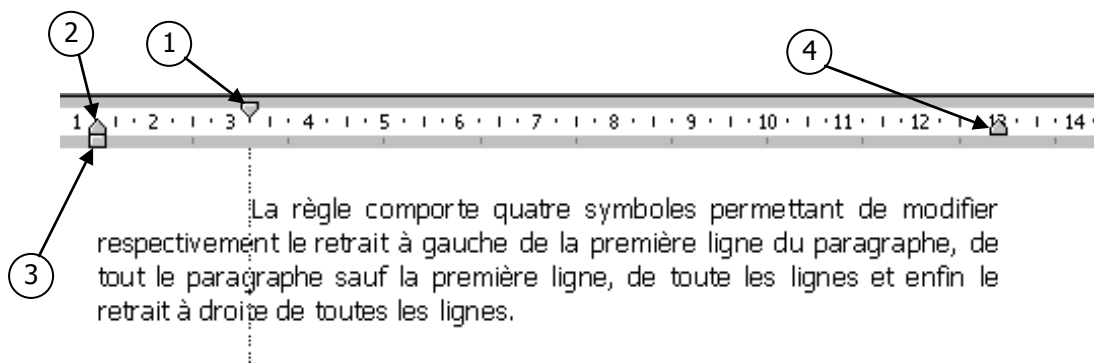 2 1 4
1 2 3 4 5 6 7 8 9 10 11 12 13 14
La règle comporte quatre symboles permettant de modifier
respectivement le retrait à gauche de la première ligne du paragraphe, de
tout le paragraphe sauf la première ligne, de toute les lignes et enfin le
retrait à droite de toutes les lignes.
3